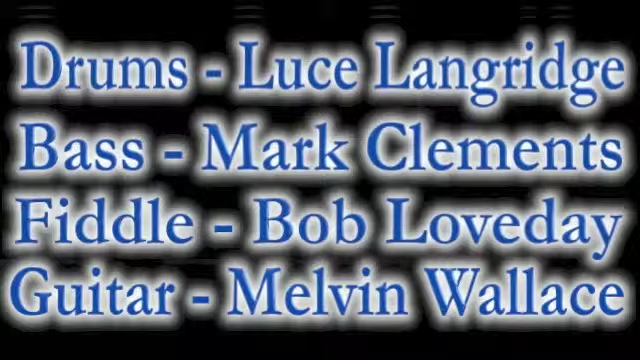 Drums - Luce Langridge
Bass - Mark Clements
Fiddle - Bob Loveday
Guitar - Melvin Wallace